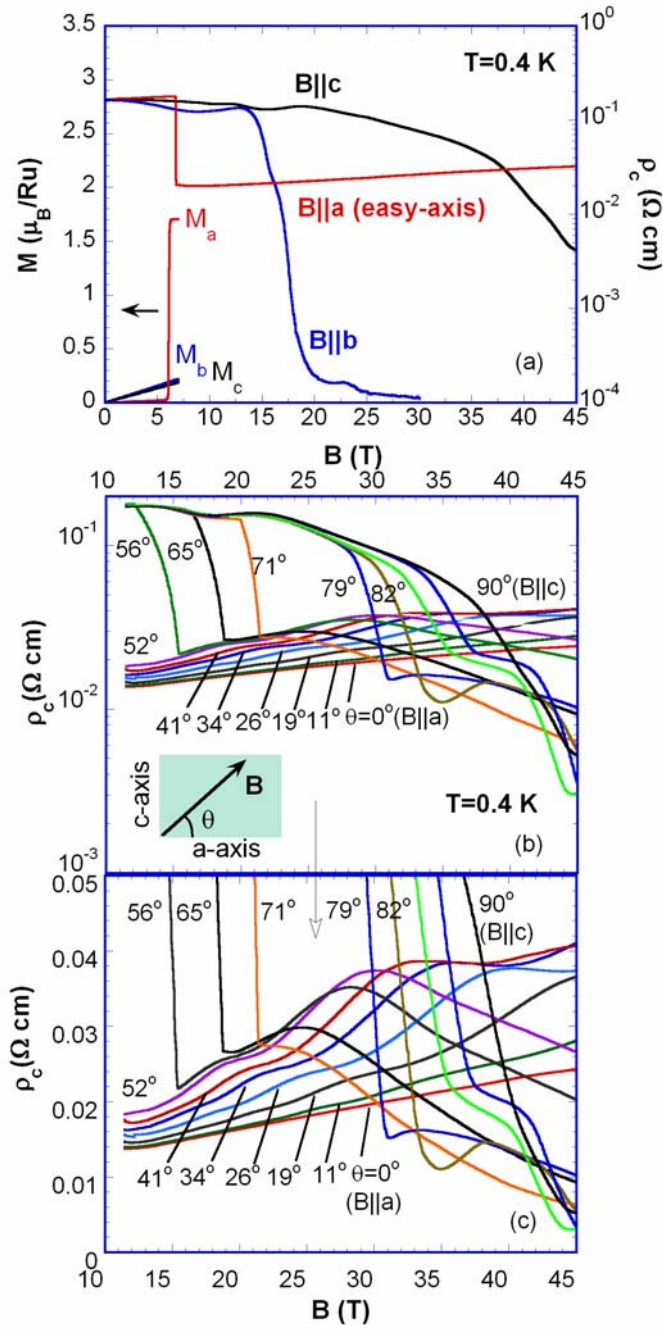 3.5
3
2.5
2
1.5
1
0.5
0
M (μ_B/Ru)
T=0.4 K
B||c
B||a (easy-axis)
M_a
M_b M_c
B||b
(a)
10^0
10^-1
10^-2
10^-3
10^-4
ρ_c (Ω cm)
0 5 10 15 20 25 30 35 40 45
B (T)
10 15 20 25 30 35 40 45
10^-1
10^-2
10^-3
ρ_c(Ω cm)
56° 65° 71° 79° 82° 90°(B||c)
52°
41° 34° 26° 19° 11° θ=0°(B||a)
c-axis
B
θ
a-axis
T=0.4 K
(b)
0.05
0.04
0.03
0.02
0.01
0
ρ_c(Ω cm)
56° 65° 71° 79° 82° 90°
(B||c)
52°
41° 34° 26° 19° 11° θ=0°
(B||a)
(c)
10 15 20 25 30 35 40 45
B (T)